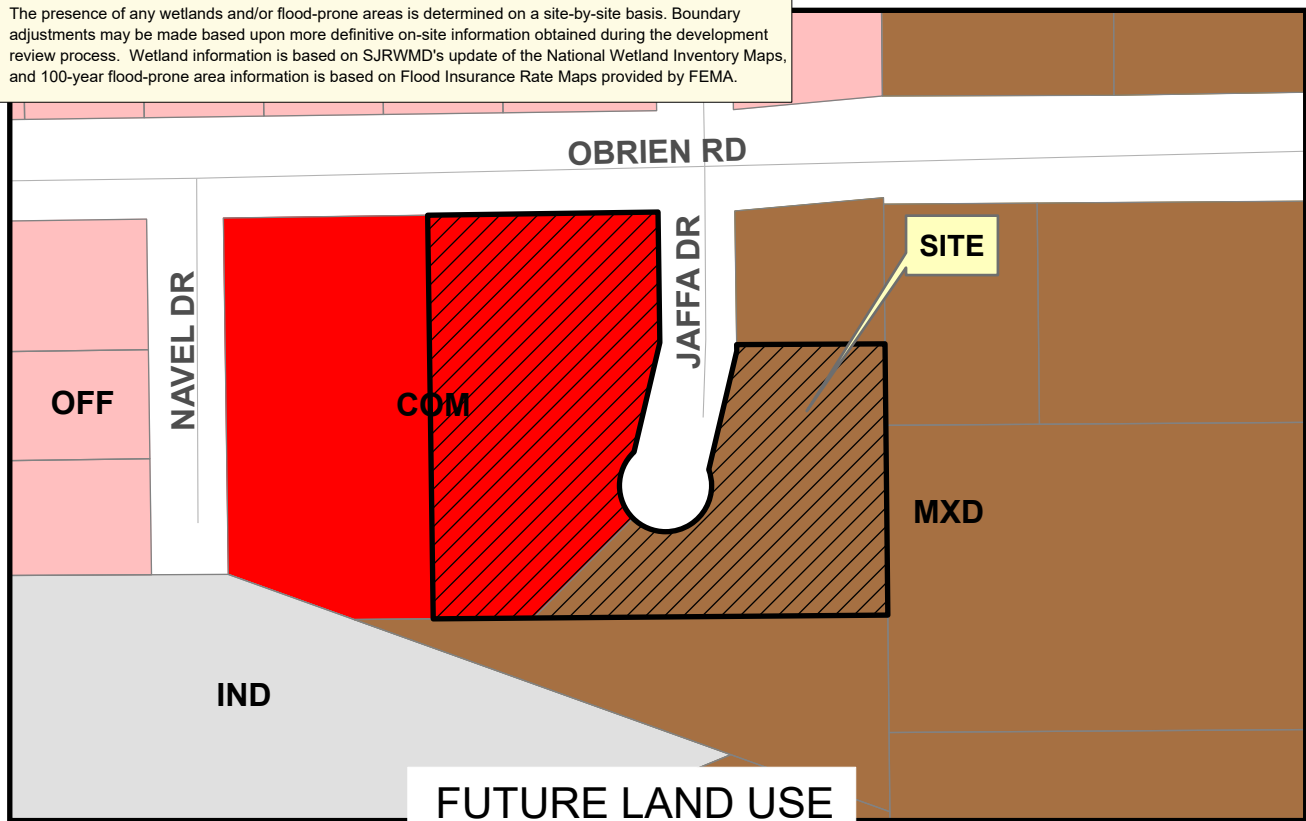 The presence of any wetlands and/or flood-prone areas is determined on a site-by-site basis. Boundary
adjustments may be made based upon more definitive on-site information obtained during the development
review process.  Wetland information is based on SJRWMD's update of the National Wetland Inventory Maps,
and 100-year flood-prone area information is based on Flood Insurance Rate Maps provided by FEMA.
OBRIEN RD
SITE
JAFFA DR
NAVEL DR
OFF
COM
MXD
IND
FUTURE LAND USE